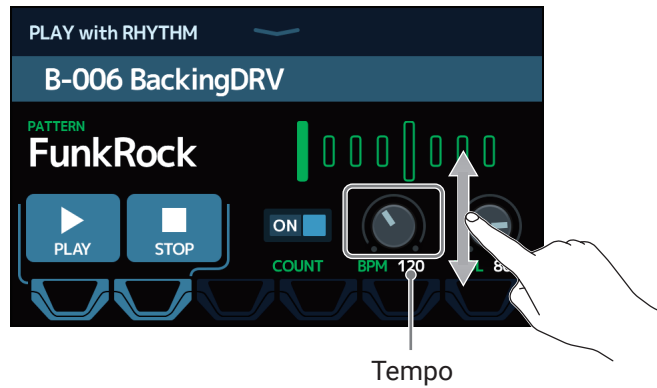 PLAY with RHYTHM
B-006 BackingDRV
PATTERN
FunkRock
PLAY
STOP
ON
COUNT
BPM 120
Tempo